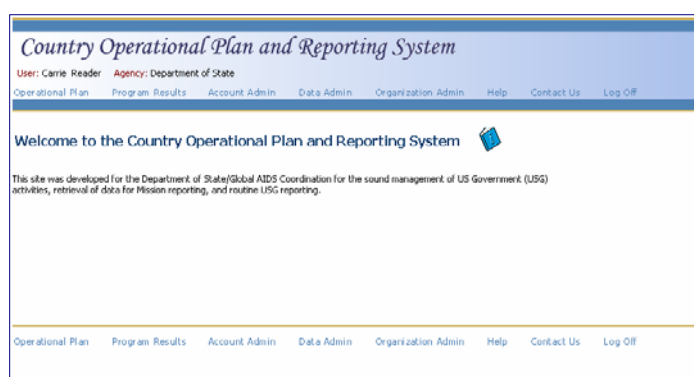 Country Operational Plan and Reporting System
User: Carrie Reader Agency: Department of State
Operational Plan Program Results Account Admin Data Admin Organization Admin Help Contact Us Log Off
Welcome to the Country Operational Plan and Reporting System
This site was developed for the Department of State/Global AIDS Coordination for the sound management of US Government (USG)
activities, retrieval of data for Mission reporting, and routine USG reporting.
Operational Plan Program Results Account Admin Data Admin Organization Admin Help Contact Us Log Off